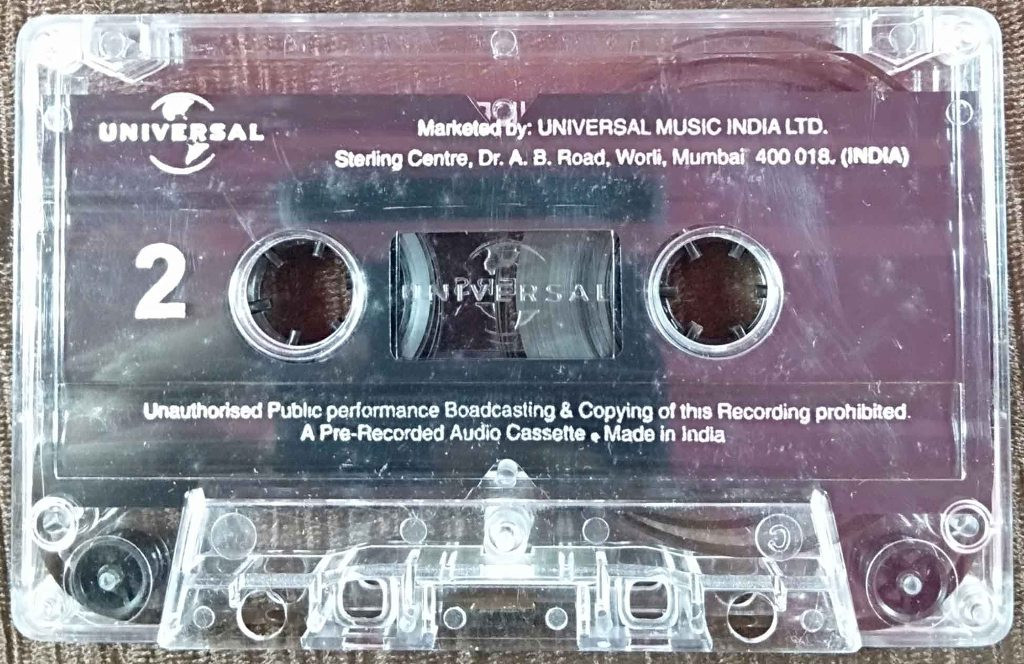 UNIVERSAL
Marketed by: UNIVERSAL MUSIC INDIA LTD.
Sterling Centre, Dr. A. B. Road, Worli, Mumbai 400 018. (INDIA)
2
UNIVERSAL
Unauthorised Public performance Boadcasting & Copying of this Recording prohibited.
A Pre-Recorded Audio Cassette • Made in India